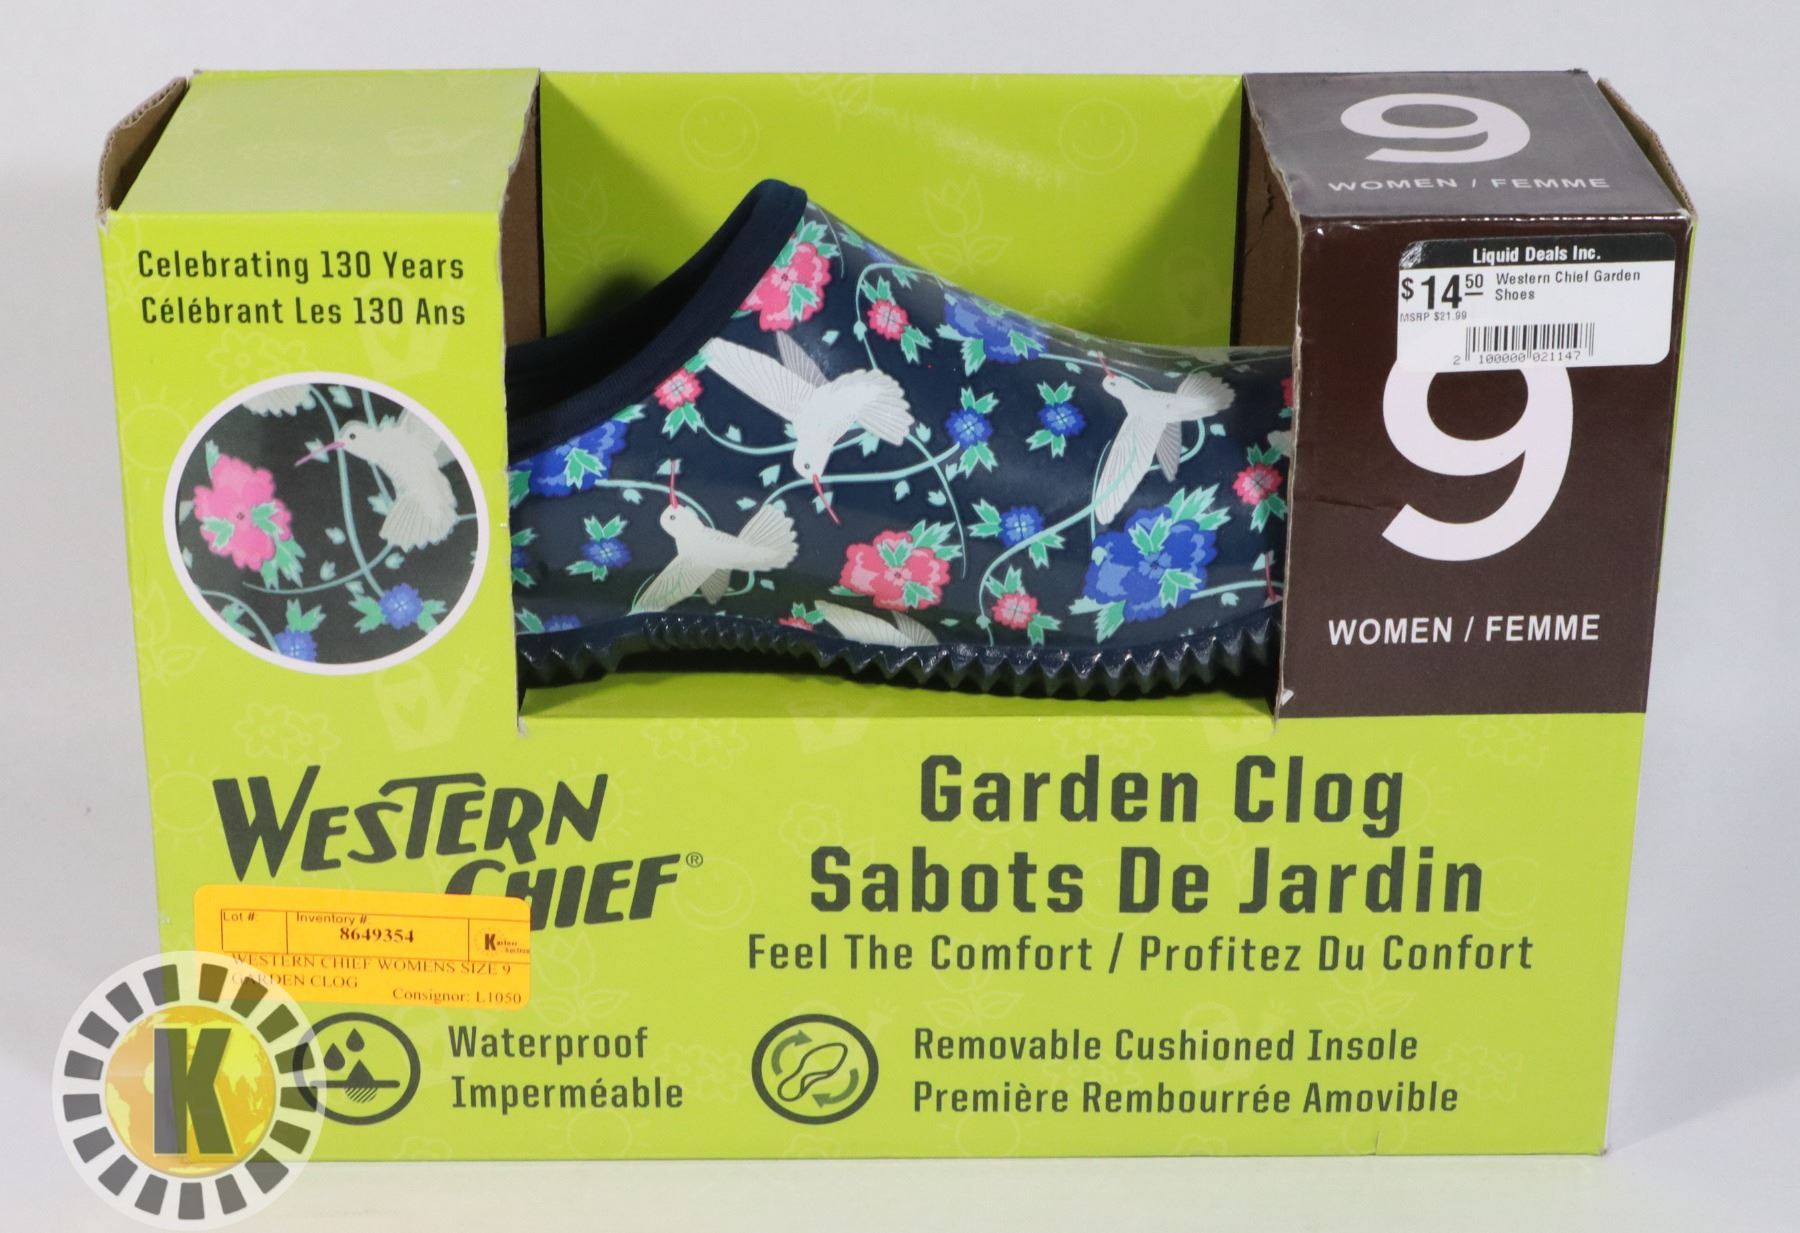 9
WOMEN / FEMME
Celebrating 130 Years
Célébrant Les 130 Ans
Liquid Deals Inc.
$14.50 Western Chief Garden
Shoes
MSRP $21.99
2 100000 021147
9
WOMEN / FEMME
WESTERN
CHIEF®
Garden Clog
Sabots De Jardin
Feel The Comfort / Profitez Du Confort
Lot #: Inventory #
8649354
WESTERN CHIEF WOMENS SIZE 9
GARDEN CLOG
Consignor: L1050
Waterproof
Imperméable
Removable Cushioned Insole
Première Rembourrée Amovible
K